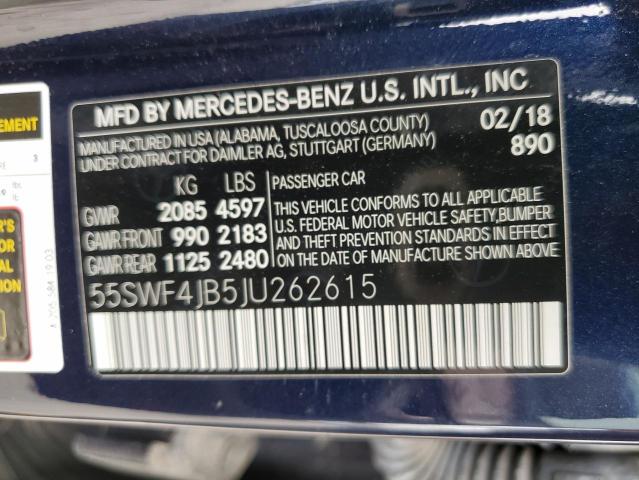 MFD BY MERCEDES-BENZ U.S. INTL., INC
MANUFACTURED IN USA (ALABAMA, TUSCALOOSA COUNTY) 02/18
UNDER CONTRACT FOR DAIMLER AG, STUTTGART (GERMANY) 890
KG LBS PASSENGER CAR
GVWR 2085 4597
GAWR FRONT 990 2183
GAWR REAR 1125 2480
THIS VEHICLE CONFORMS TO ALL APPLICABLE
U.S. FEDERAL MOTOR VEHICLE SAFETY,BUMPER
AND THEFT PREVENTION STANDARDS IN EFFECT
ON THE DATE OF MANUFACTURE SHOWN ABOVE.
55SWF4JB5JU262615
EMENT
3
lbs